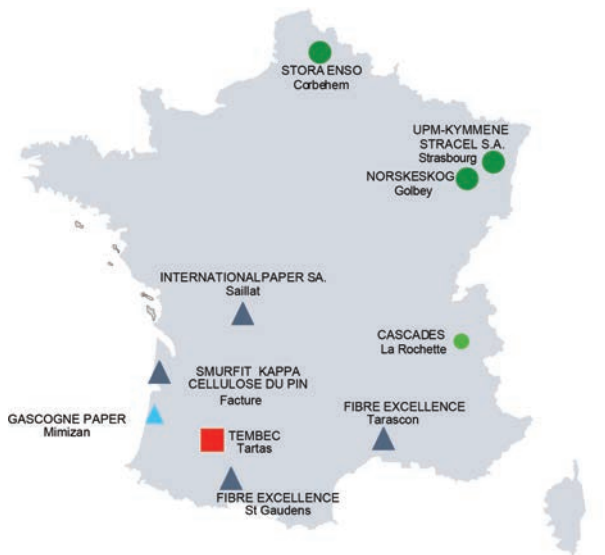 STORA ENSO
Corbehem
UPM-KYMMENE
STRACEL S.A.
Strasbourg
NORSKESKOG
Golbey
INTERNATIONALPAPER SA.
Saillat
CASCADES
La Rochette
SMURFIT KAPPA
CELLULOSE DU PIN
Facture
GASCOGNE PAPER
Mimizan
FIBRE EXCELLENCE
Tarascon
TEMBEC
Tartas
FIBRE EXCELLENCE
St Gaudens